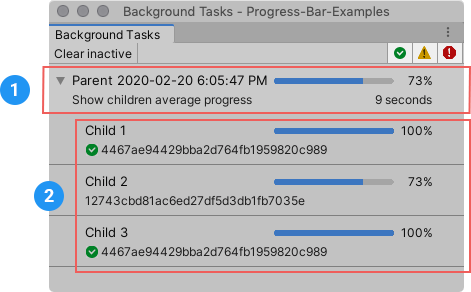 Background Tasks - Progress-Bar-Examples
Background Tasks
Clear inactive
1
Parent 2020-02-20 6:05:47 PM 73%
Show children average progress 9 seconds
2
Child 1 100%
4467ae94429bba2d764fb1959820c989
Child 2 73%
12743cbd81ac6ed27df5d3db1fb7035e
Child 3 100%
4467ae94429bba2d764fb1959820c989